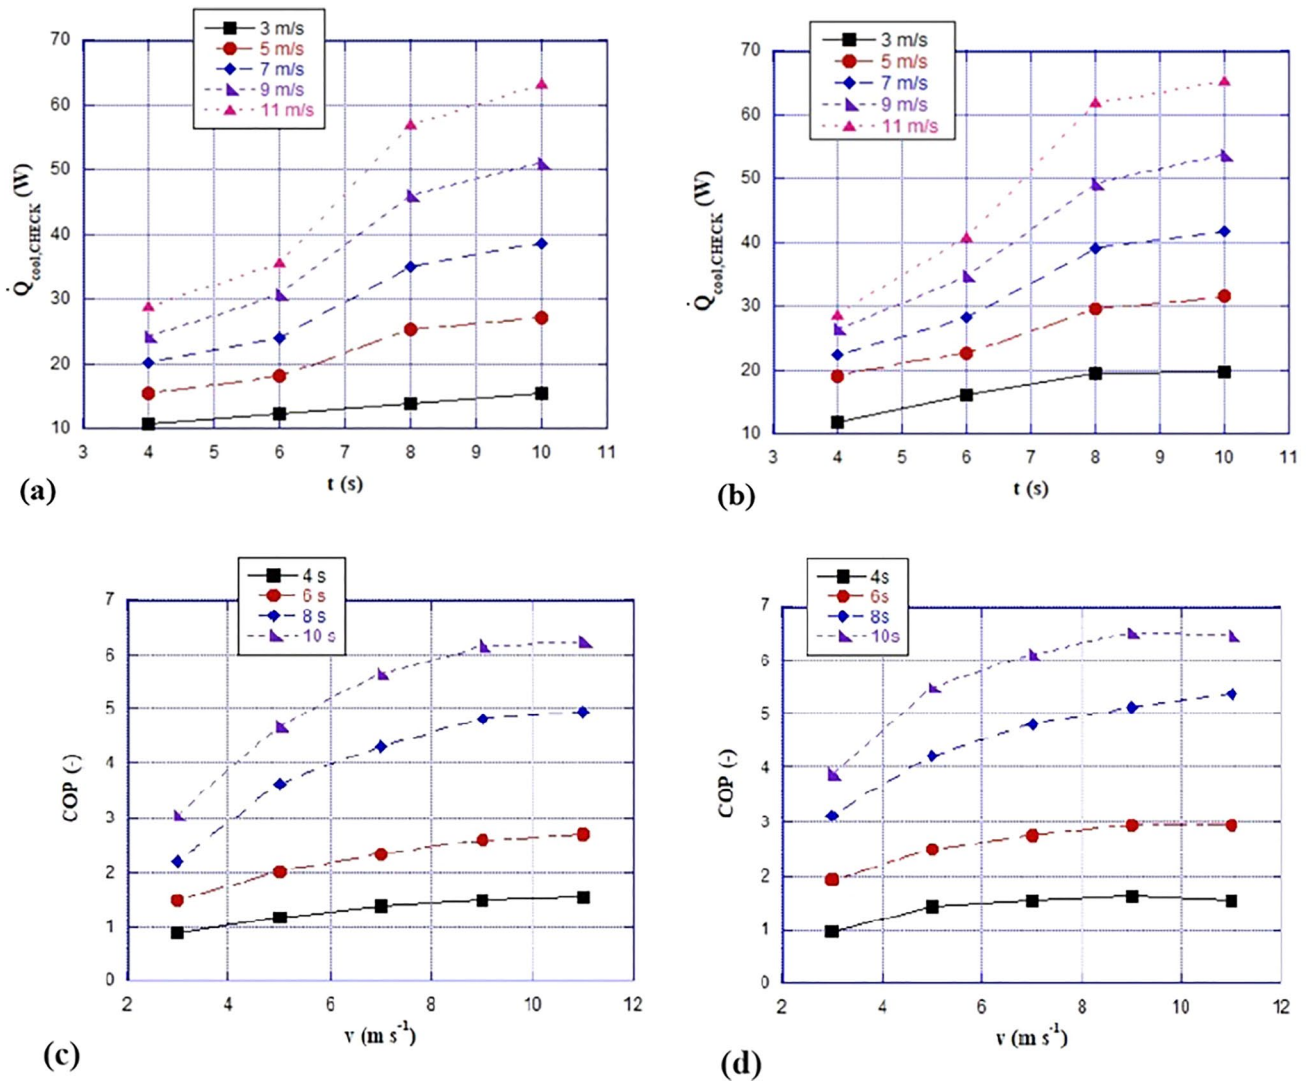 3 m/s
5 m/s
7 m/s
9 m/s
11 m/s
70
60
50
40
30
20
10
3 4 5 6 7 8 9 10 11
Q̇cool,CHECK (W)
t (s)
(a)
3 m/s
5 m/s
7 m/s
9 m/s
11 m/s
70
60
50
40
30
20
10
3 4 5 6 7 8 9 10 11
Q̇cool,CHECK (W)
t (s)
(b)
4 s
6 s
8 s
10 s
7
6
5
4
3
2
1
0
2 4 6 8 10 12
COP (-)
v (m s-1)
(c)
4s
6s
8s
10s
7
6
5
4
3
2
1
0
2 4 6 8 10 12
COP (-)
v (m s-1)
(d)